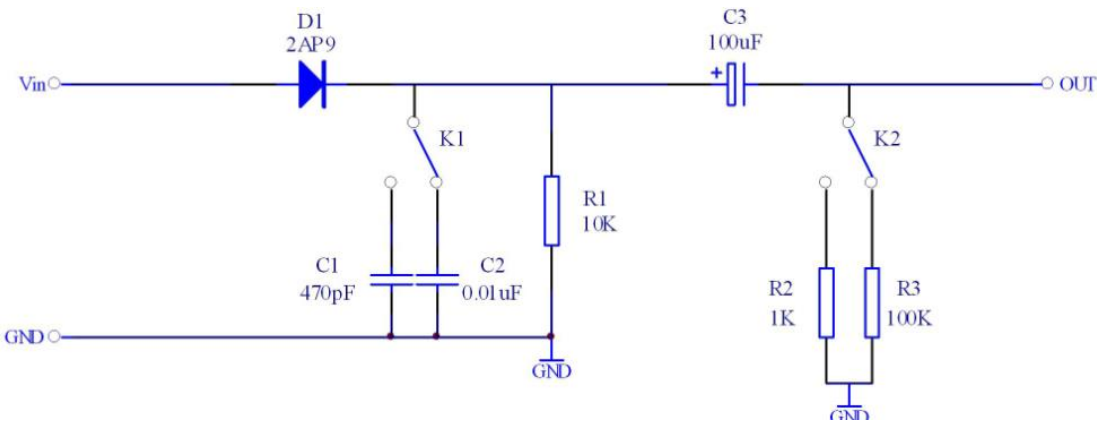 D1
2AP9
C3
100uF
+
Vin
OUT
K1
K2
R1
10K
C1
470pF
C2
0.01uF
R2
1K
R3
100K
GND
GND
GND